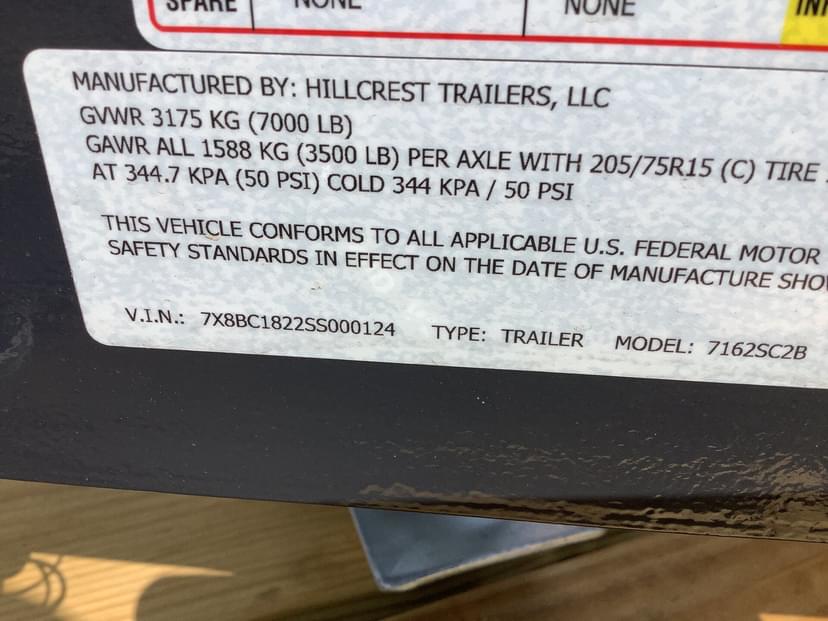 SPARE NONE NONE
MANUFACTURED BY: HILLCREST TRAILERS, LLC
GVWR 3175 KG (7000 LB)
GAWR ALL 1588 KG (3500 LB) PER AXLE WITH 205/75R15 (C) TIRE
AT 344.7 KPA (50 PSI) COLD 344 KPA / 50 PSI
THIS VEHICLE CONFORMS TO ALL APPLICABLE U.S. FEDERAL MOTOR
SAFETY STANDARDS IN EFFECT ON THE DATE OF MANUFACTURE
V.I.N.: 7X8BC1822SS000124 TYPE: TRAILER MODEL: 7162SC2B